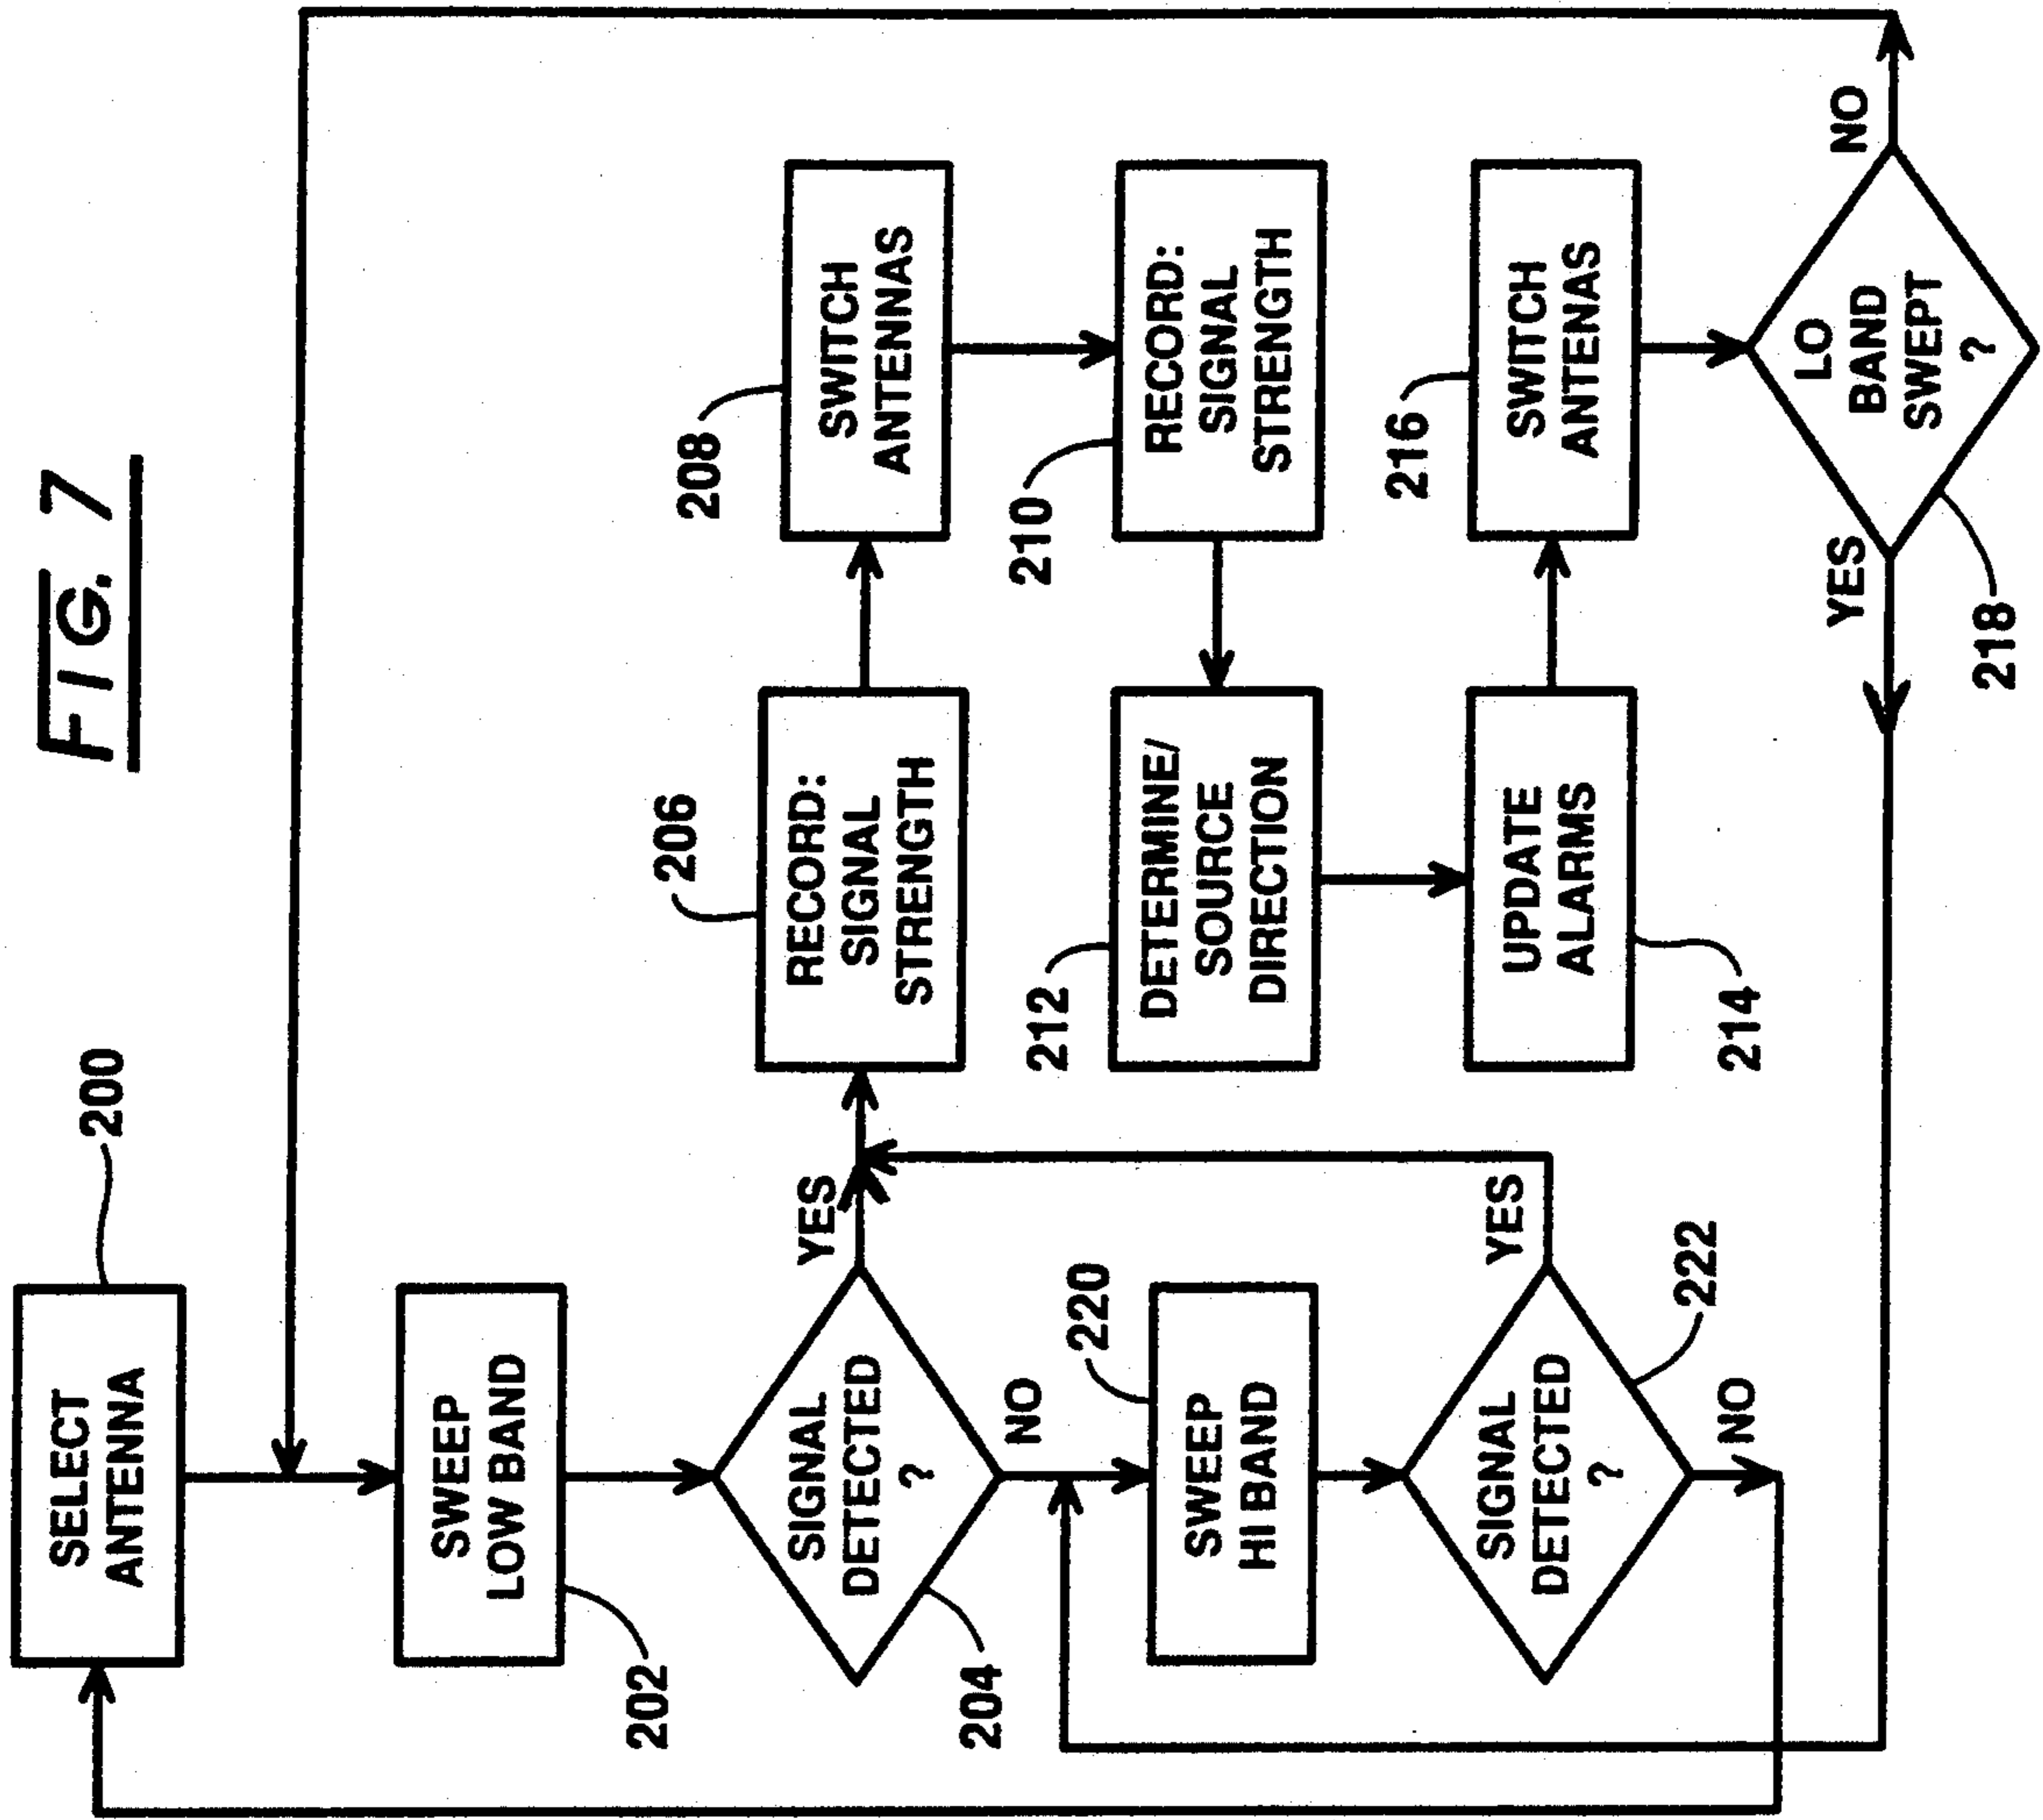 FIG. 7
SELECT
ANTENNA
200
SWEEP
LOW BAND
202
SIGNAL
DETECTED
?
204
YES
NO
RECORD:
SIGNAL
STRENGTH
206
SWITCH
ANTENNAS
208
RECORD:
SIGNAL
STRENGTH
210
DETERMINE/
SOURCE
DIRECTION
212
UPDATE
ALARMS
214
SWITCH
ANTENAS
216
LO
BAND
SWEPT
?
218
YES
NO
SWEEP
HI BAND
220
SIGNAL
DETECTED
?
222
YES
NO